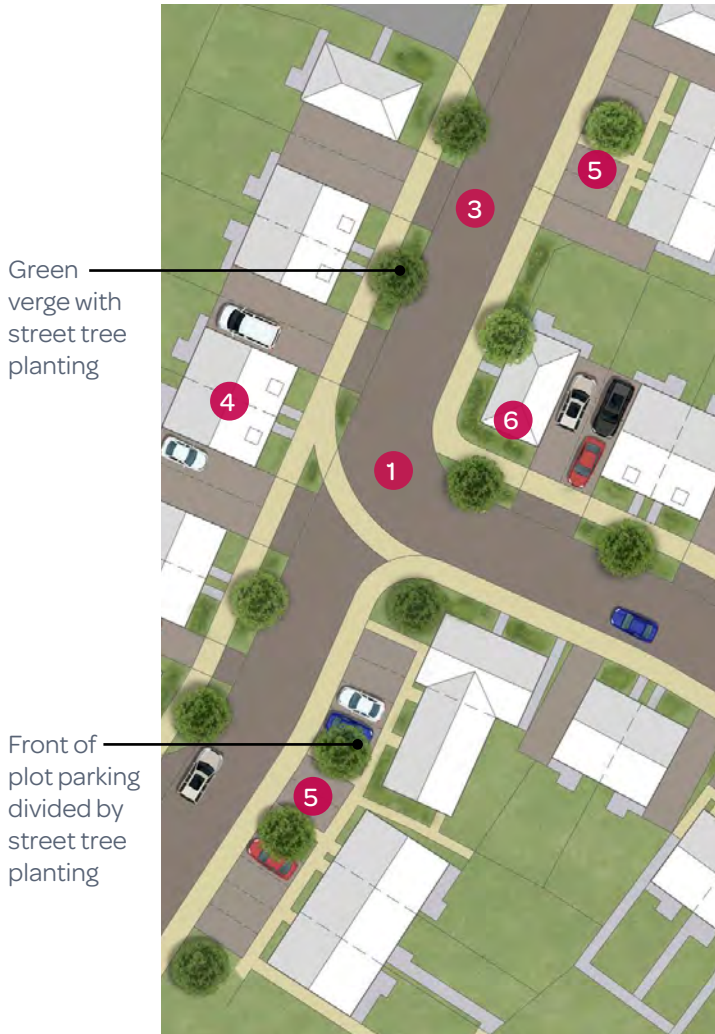 5
3
Green
verge with
street tree
planting
4
6
1
Front of
plot parking
divided by
street tree
planting
5